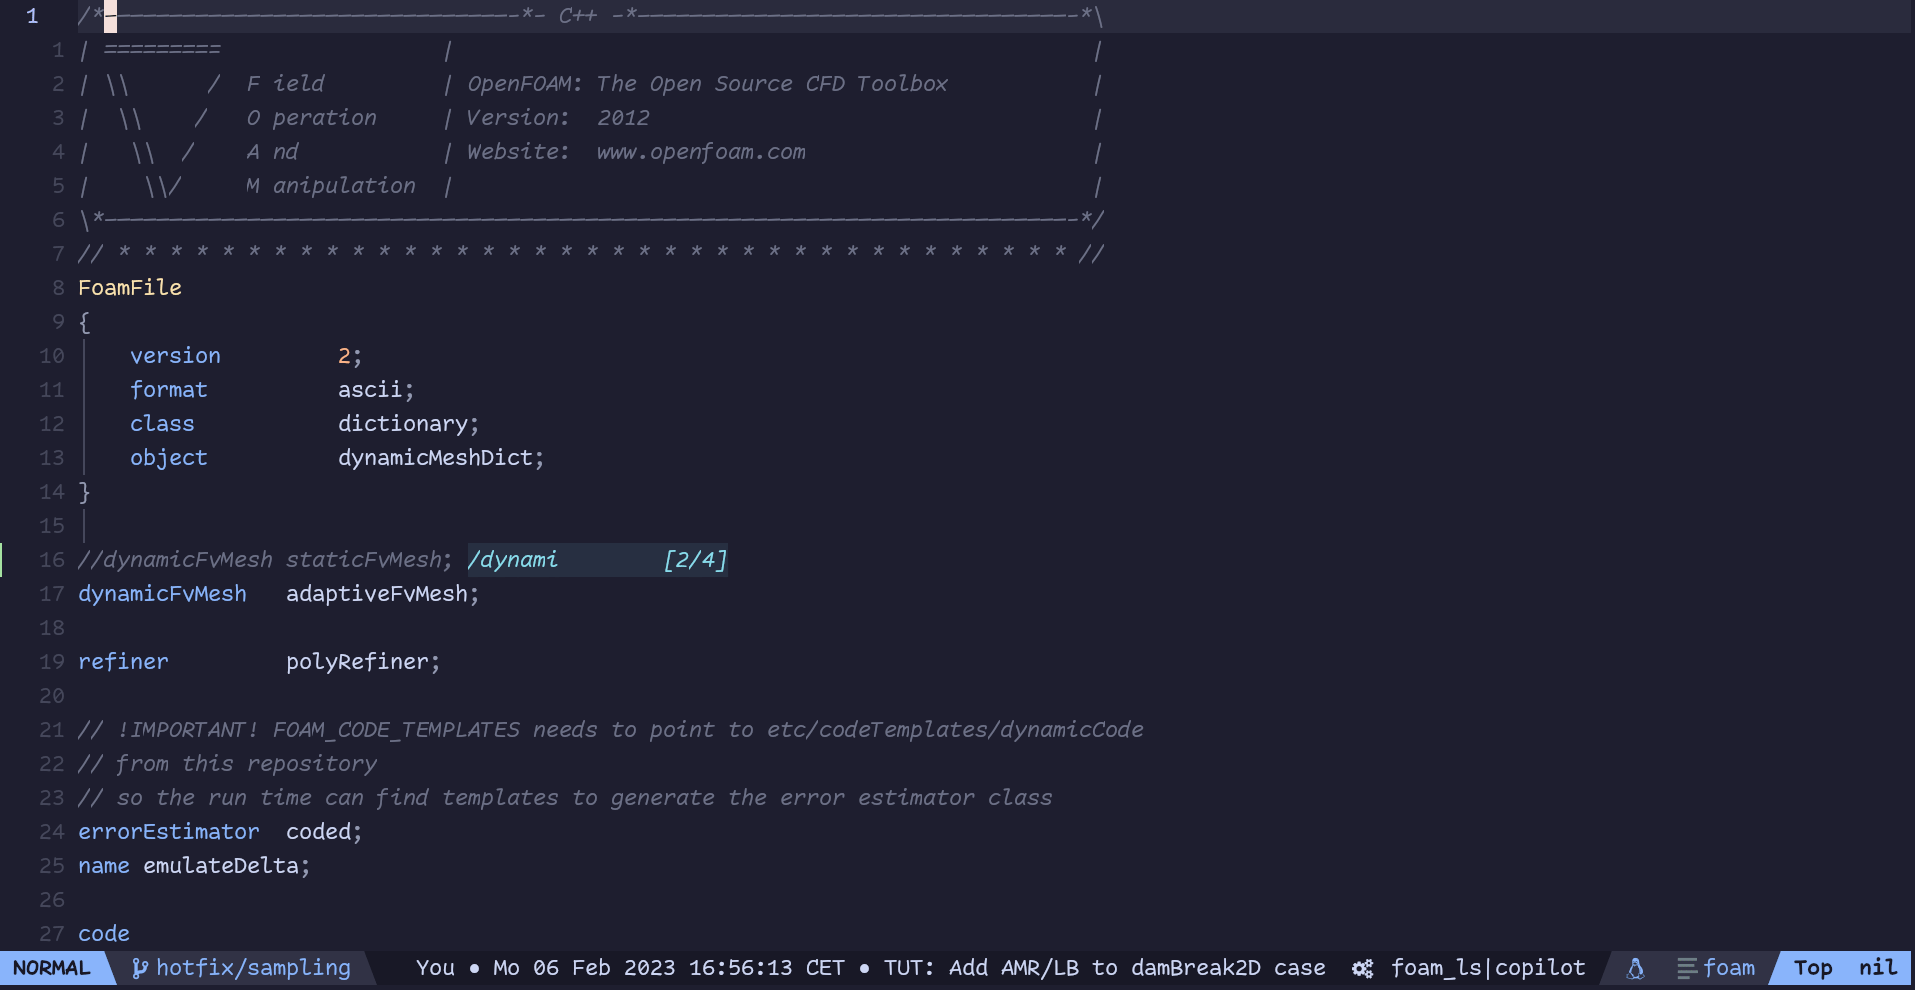 1 /*--------------------------------*- C++ -*----------------------------------*\
1 | =========                 |                                                 |
2 | \\      /  F ield         | OpenFOAM: The Open Source CFD Toolbox           |
3 |  \\    /   O peration     | Version:  2012                                  |
4 |   \\  /    A nd           | Website:  www.openfoam.com                      |
5 |    \\/     M anipulation  |                                                 |
6 \*---------------------------------------------------------------------------*/
7 // * * * * * * * * * * * * * * * * * * * * * * * * * * * * * * * * * * * * * //
8 FoamFile
9 {
10     version         2;
11     format          ascii;
12     class           dictionary;
13     object          dynamicMeshDict;
14 }
15
16 //dynamicFvMesh staticFvMesh; /dynami        [2/4]
17 dynamicFvMesh   adaptiveFvMesh;
18
19 refiner         polyRefiner;
20
21 // !IMPORTANT! FOAM_CODE_TEMPLATES needs to point to etc/codeTemplates/dynamicCode
22 // from this repository
23 // so the run time can find templates to generate the error estimator class
24 errorEstimator  coded;
25 name emulateDelta;
26
27 code
NORMAL hotfix/sampling You • Mo 06 Feb 2023 16:56:13 CET • TUT: Add AMR/LB to damBreak2D case foam_ls|copilot foam Top nil